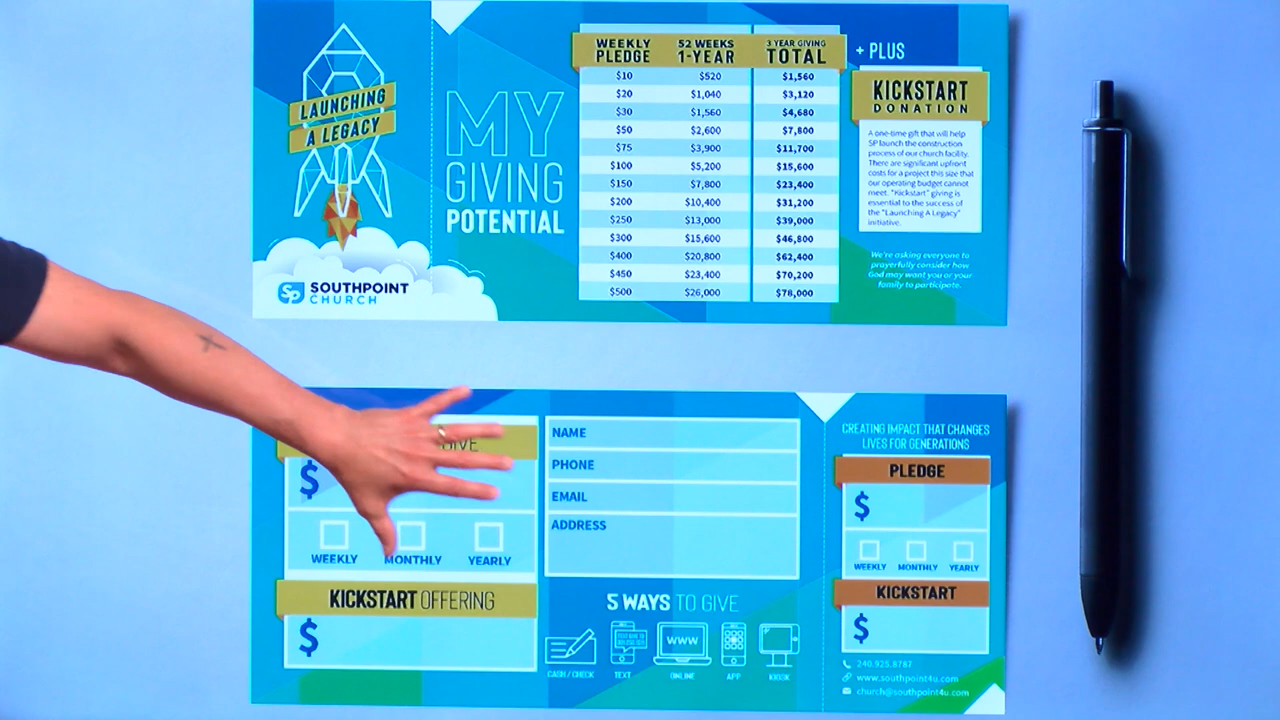 LAUNCHING
A LEGACY
SP SOUTHPOINT
CHURCH
MY
GIVING
POTENTIAL
WEEKLY PLEDGE 52 WEEKS 1-YEAR 3 YEAR GIVING TOTAL
$10 $520 $1,560
$20 $1,040 $3,120
$30 $1,560 $4,680
$50 $2,600 $7,800
$75 $3,900 $11,700
$100 $5,200 $15,600
$150 $7,800 $23,400
$200 $10,400 $31,200
$250 $13,000 $39,000
$300 $15,600 $46,800
$400 $20,800 $62,400
$450 $23,400 $70,200
$500 $26,000 $78,000
+ PLUS
KICKSTART
DONATION
A one-time gift that will help
SP launch the construction
process of our church facility.
There are significant upfront
costs for a project this size that
our operating budget cannot
meet. "Kickstart" giving is
essential to the success of
the "Launching A Legacy"
initiative.
We're asking everyone to
prayerfully consider how
God may want you or your
family to participate.
$
WEEKLY MONTHLY YEARLY
KICKSTART OFFERING
$
NAME
PHONE
EMAIL
ADDRESS
5 WAYS TO GIVE
WWW
CASH / CHECK TEXT ONLINE APP KIOSK
CREATING IMPACT THAT CHANGES
LIVES FOR GENERATIONS
PLEDGE
$
WEEKLY MONTHLY YEARLY
KICKSTART
$
240.925.8787
www.southpoint4u.com
church@southpoint4u.com